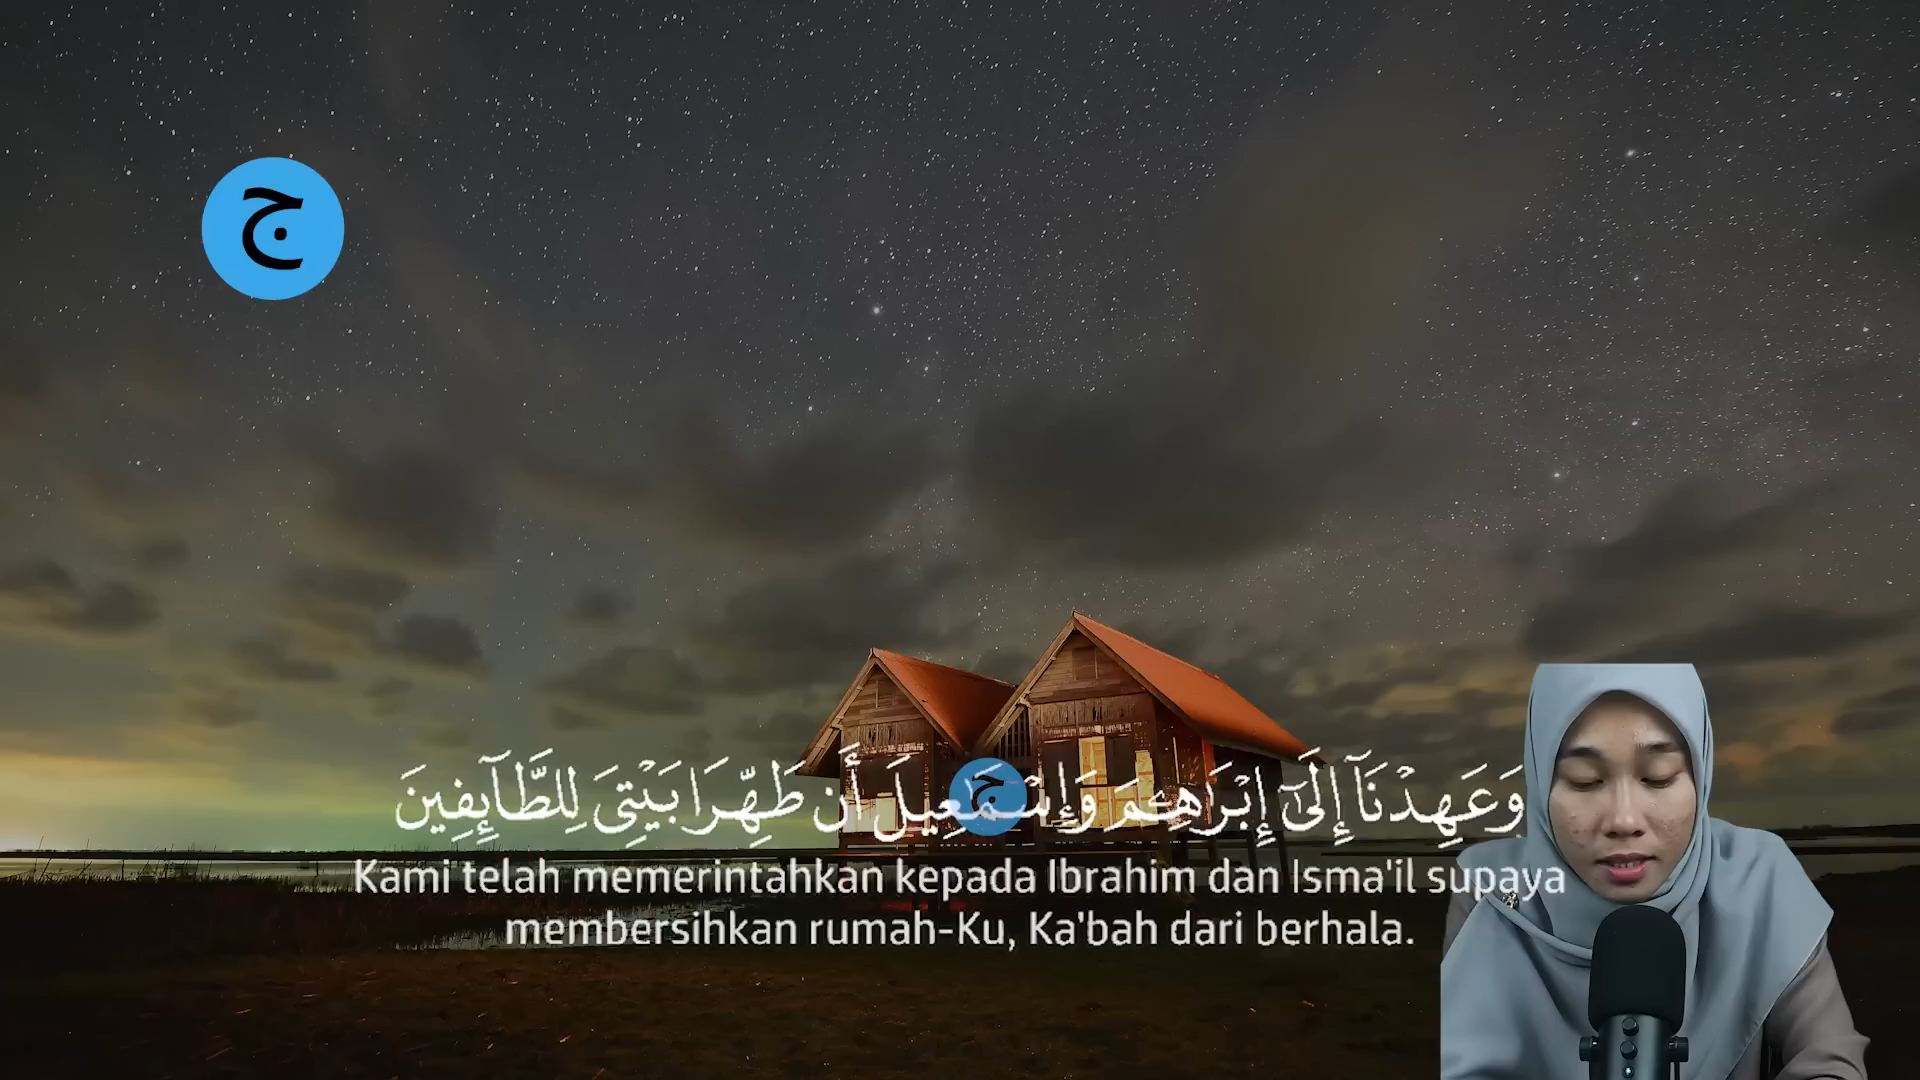 ج
وَعَهِدْنَآ إِلَىٰٓ إِبْرَٰهِـۧمَ وَإِسْمَٰعِيلَ أَن طَهِّرَا بَيْتِىَ لِلطَّآئِفِينَ
ج
Kami telah memerintahkan kepada Ibrahim dan Isma'il supaya
membersihkan rumah-Ku, Ka'bah dari berhala.